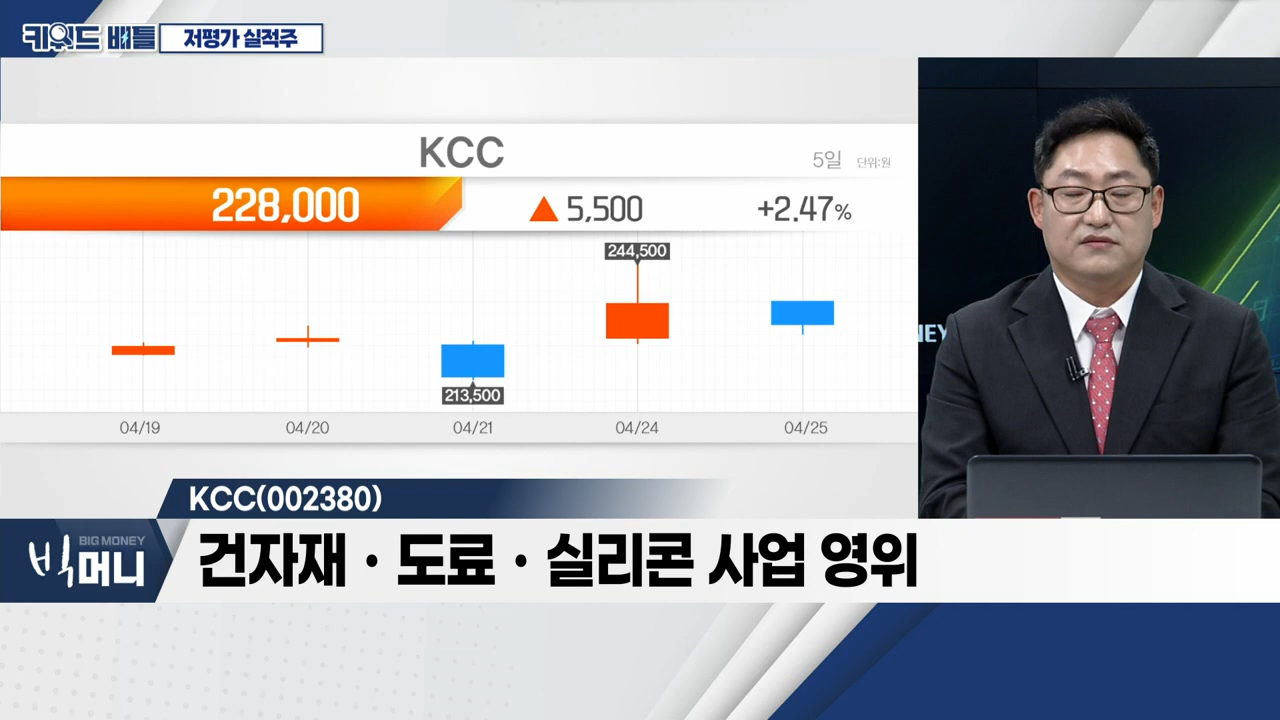 키워드 배틀 저평가 실적주
KCC
5일 단위:원
228,000 ▲ 5,500 +2.47%
244,500
213,500
04/19 04/20 04/21 04/24 04/25
NEY
KCC(002380)
BIG MONEY
빅머니
건자재·도료·실리콘 사업 영위